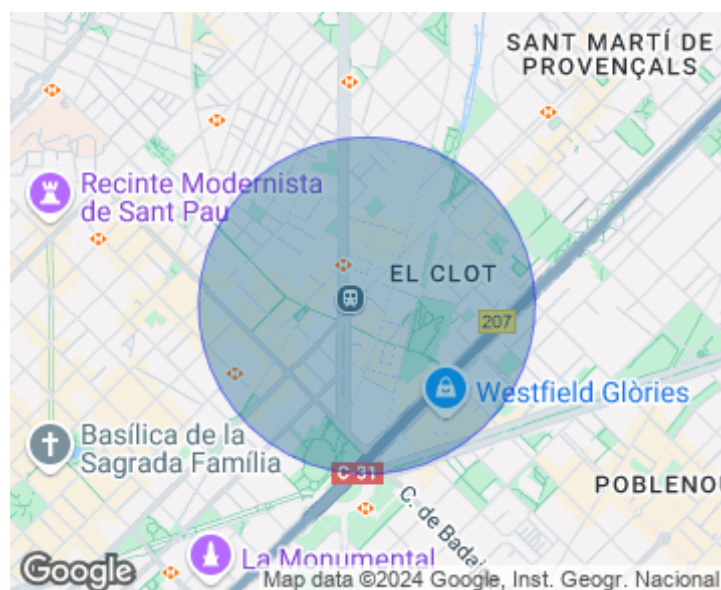 SANT MARTÍ DE
PROVENÇALS
Recinte Modernista
de Sant Pau
EL CLOT
207
Westfield Glòries
Basílica de la
Sagrada Família
C-31
POBLENOU
C. de Badaj
La Monumental
Google
Map data ©2024 Google, Inst. Geogr. Nacional